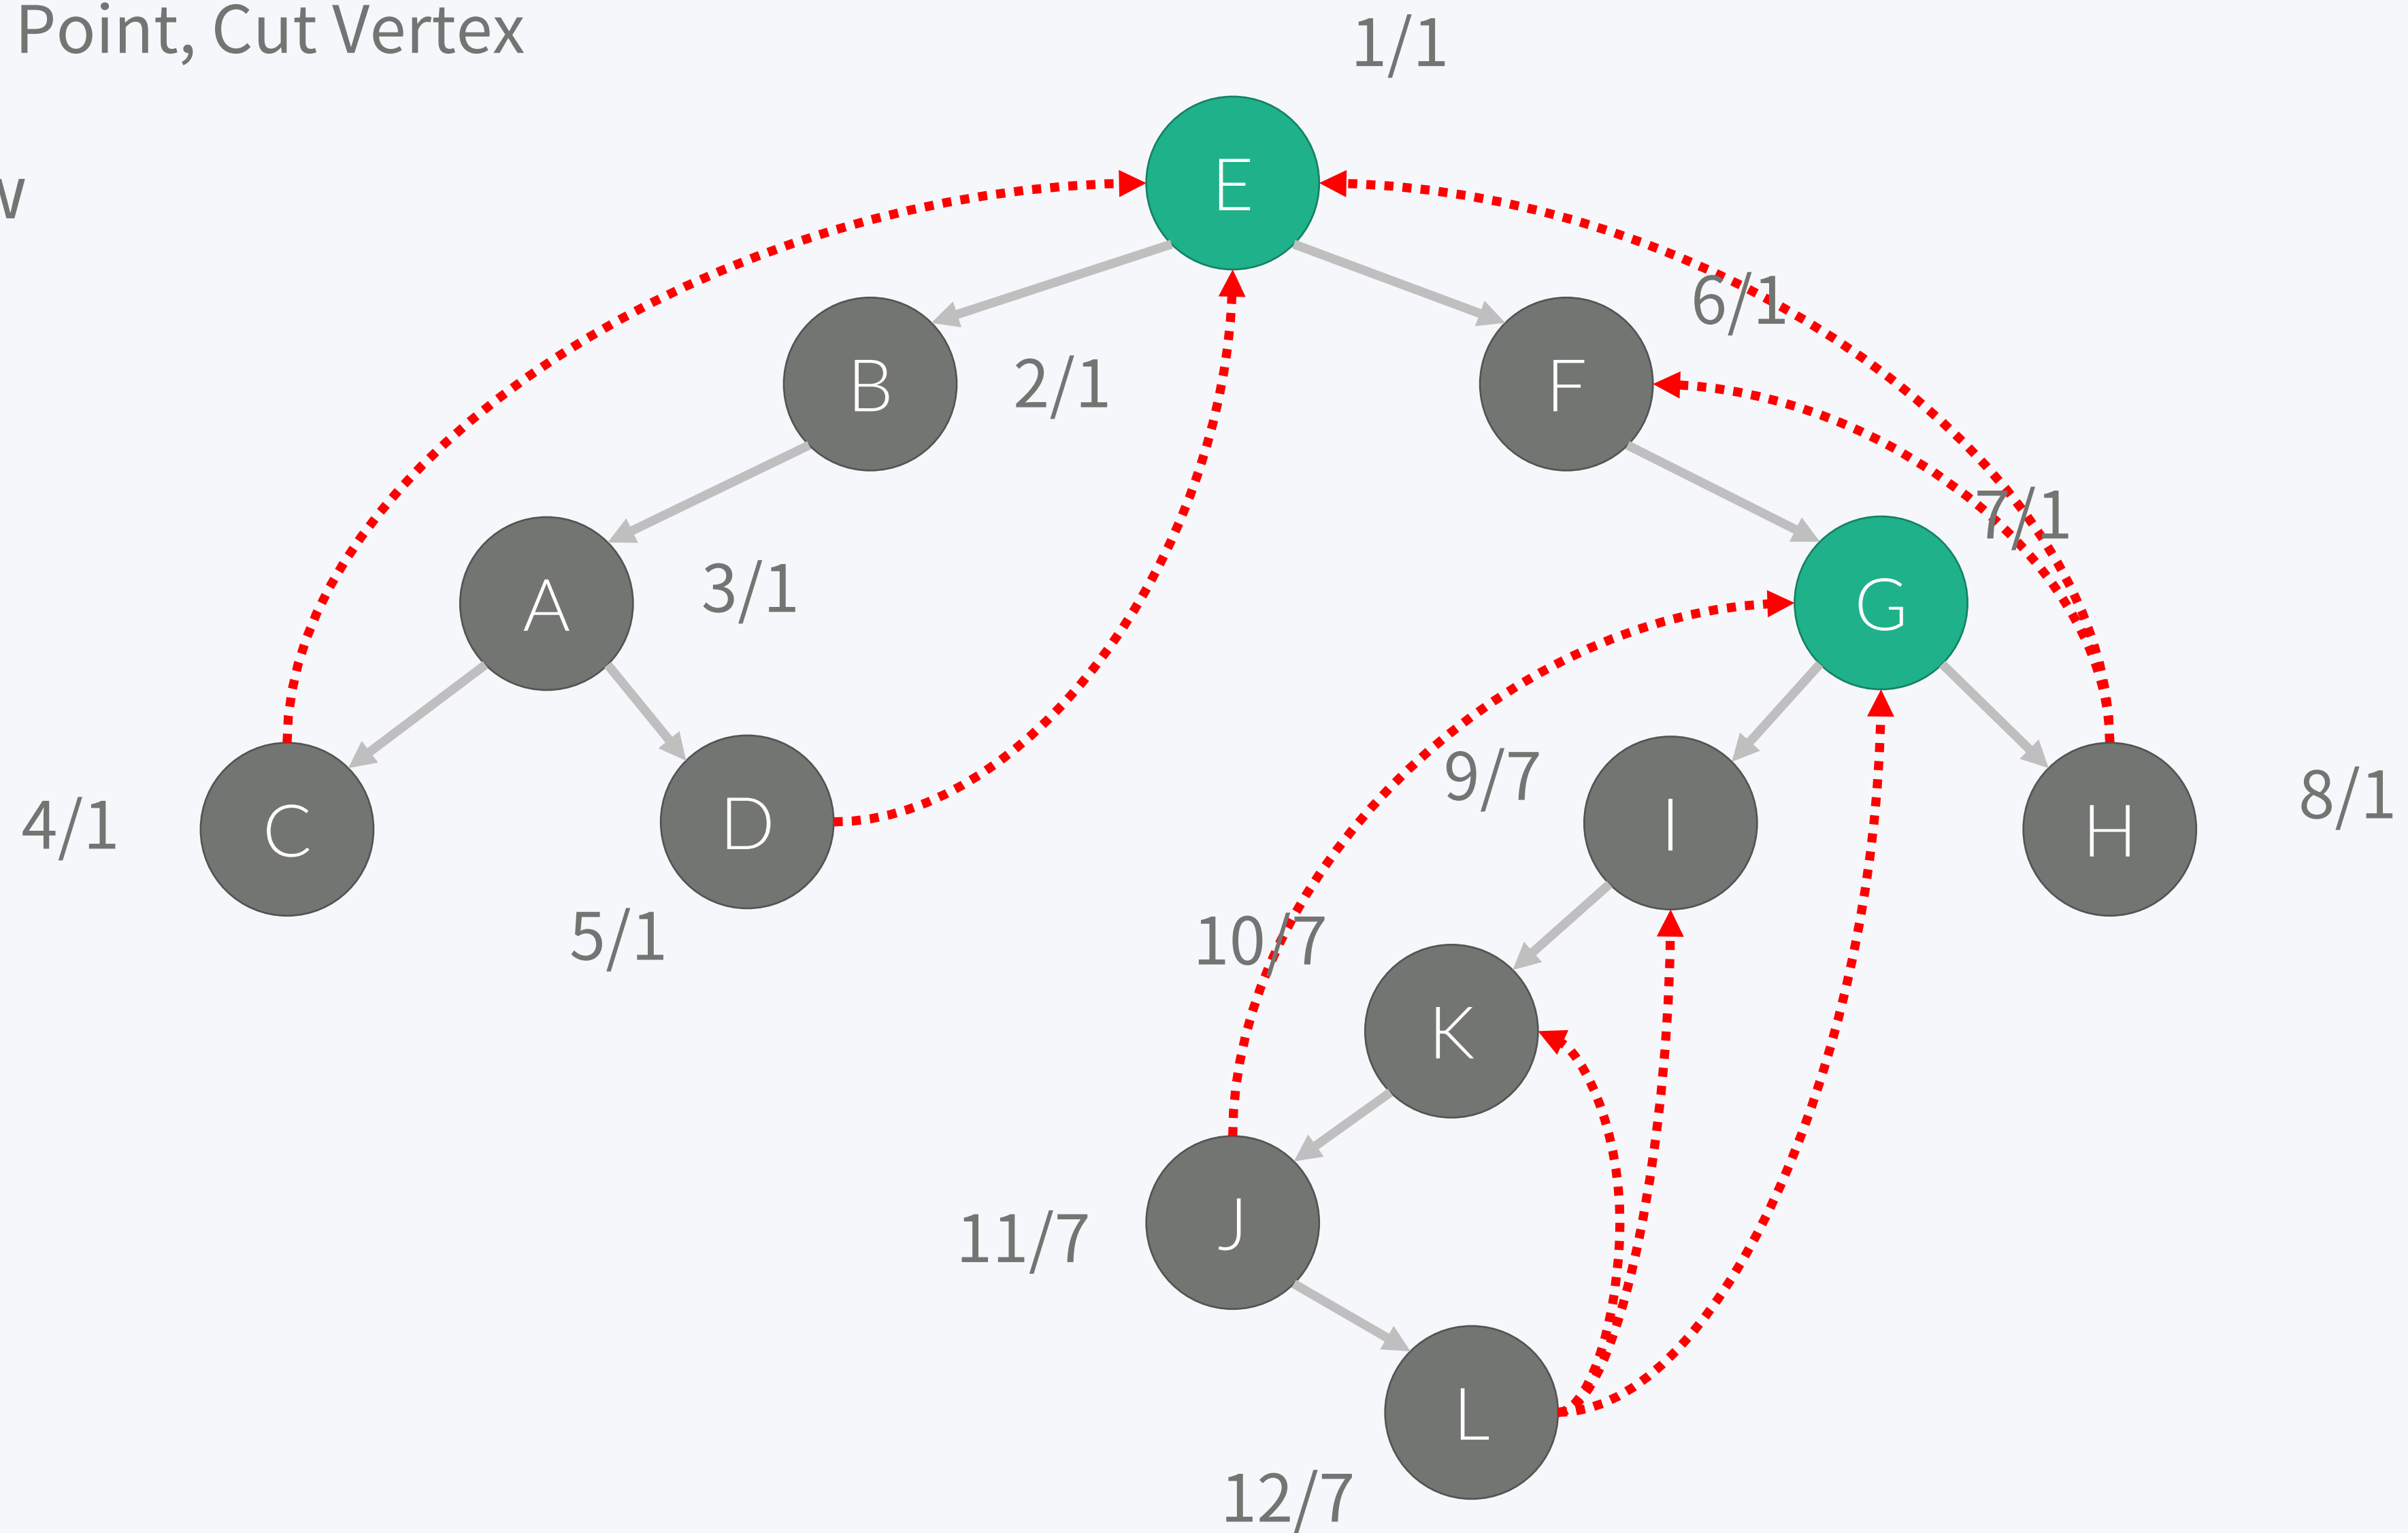 Point, Cut Vertex
1/1
E
w
6/1
B
2/1
F
7/1
A
3/1
G
9/7
4/1
C
D
I
H
8/1
5/1
10/7
K
11/7
J
L
12/7